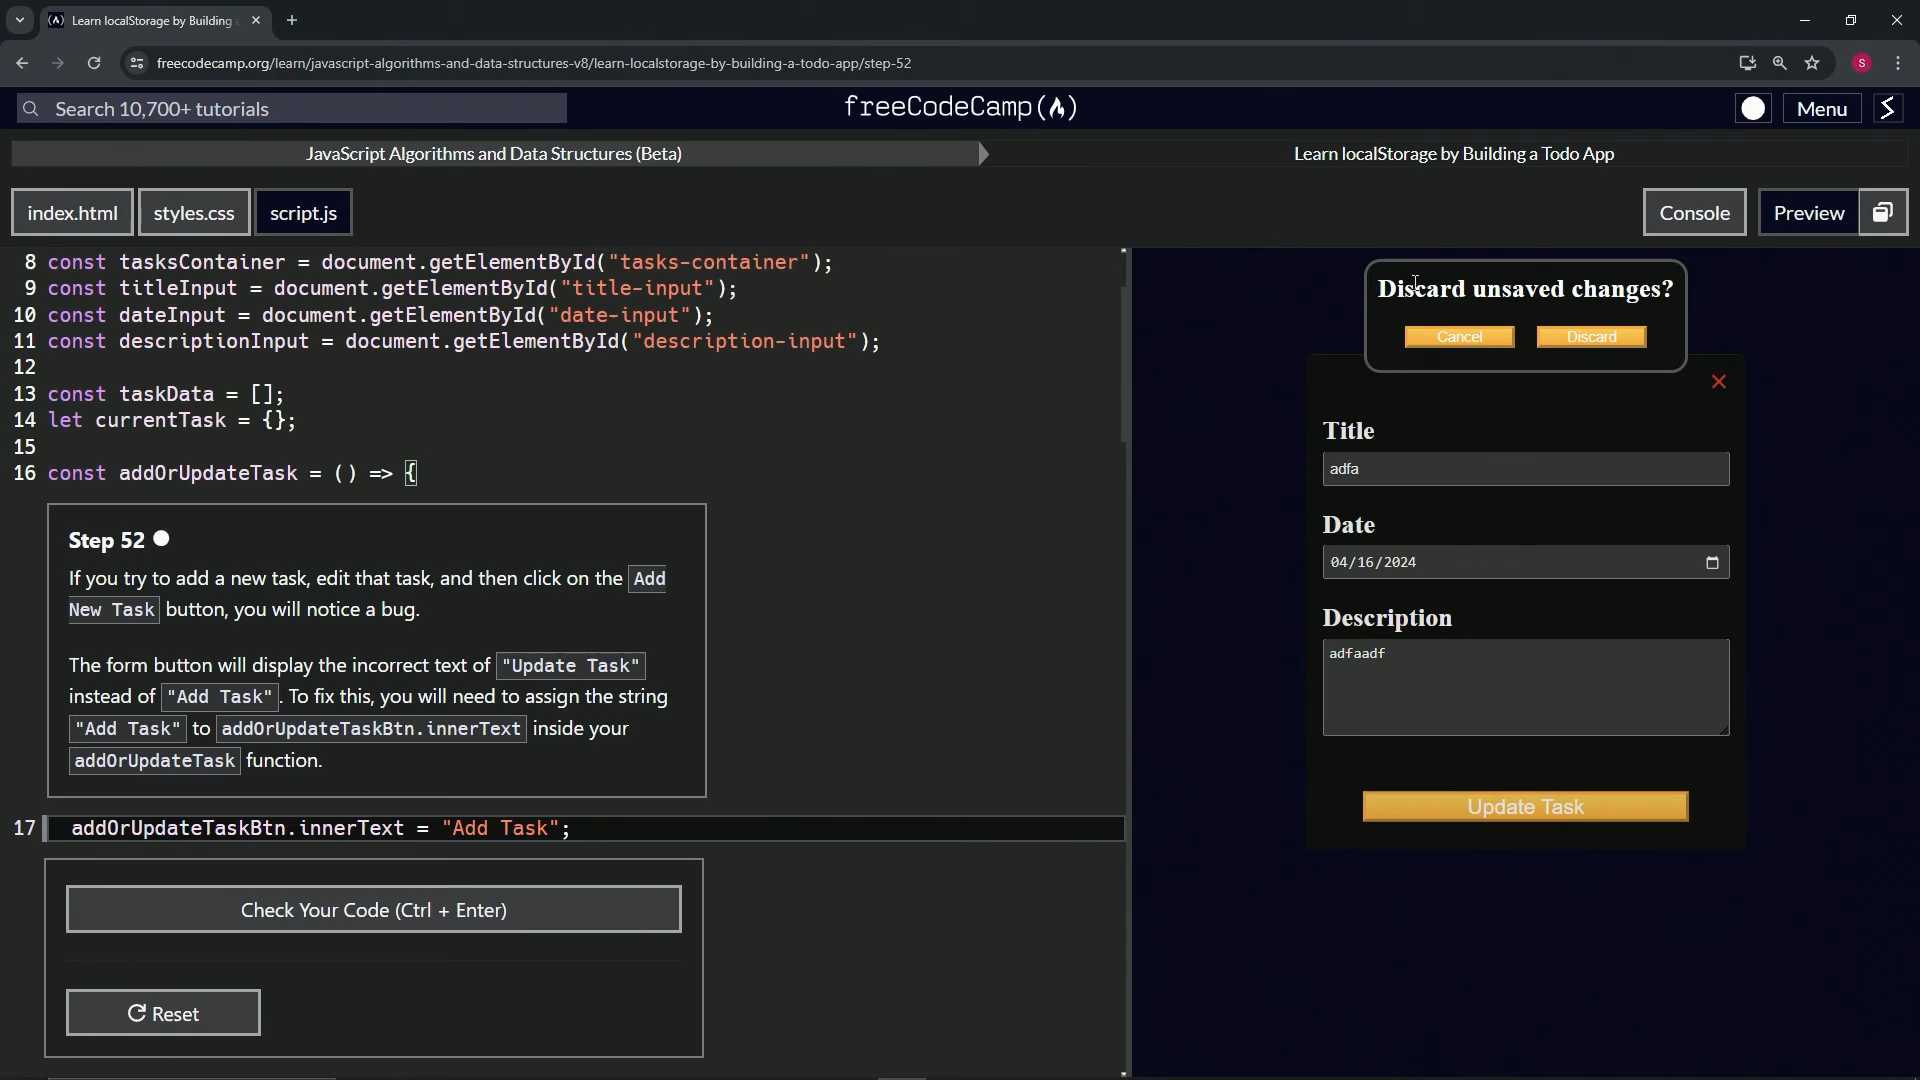 Learn localStorage by Building
freecodecamp.org/learn/javascript-algorithms-and-data-structures-v8/learn-localstorage-by-building-a-todo-app/step-52
S
Search 10,700+ tutorials
freeCodeCamp(🔥)
Menu
JavaScript Algorithms and Data Structures (Beta)
Learn localStorage by Building a Todo App
index.html
styles.css
script.js
Console
Preview
8 const tasksContainer = document.getElementById("tasks-container");
9 const titleInput = document.getElementById("title-input");
10 const dateInput = document.getElementById("date-input");
11 const descriptionInput = document.getElementById("description-input");
12
13 const taskData = [];
14 let currentTask = {};
15
16 const addOrUpdateTask = () => {
Step 52
If you try to add a new task, edit that task, and then click on the Add
New Task button, you will notice a bug.
The form button will display the incorrect text of "Update Task"
instead of "Add Task". To fix this, you will need to assign the string
"Add Task" to addOrUpdateTaskBtn.innerText inside your
addOrUpdateTask function.
17 addOrUpdateTaskBtn.innerText = "Add Task";
Check Your Code (Ctrl + Enter)
Reset
Discard unsaved changes?
Cancel
Discard
Title
adfa
Date
04/16/2024
Description
adfaadf
Update Task